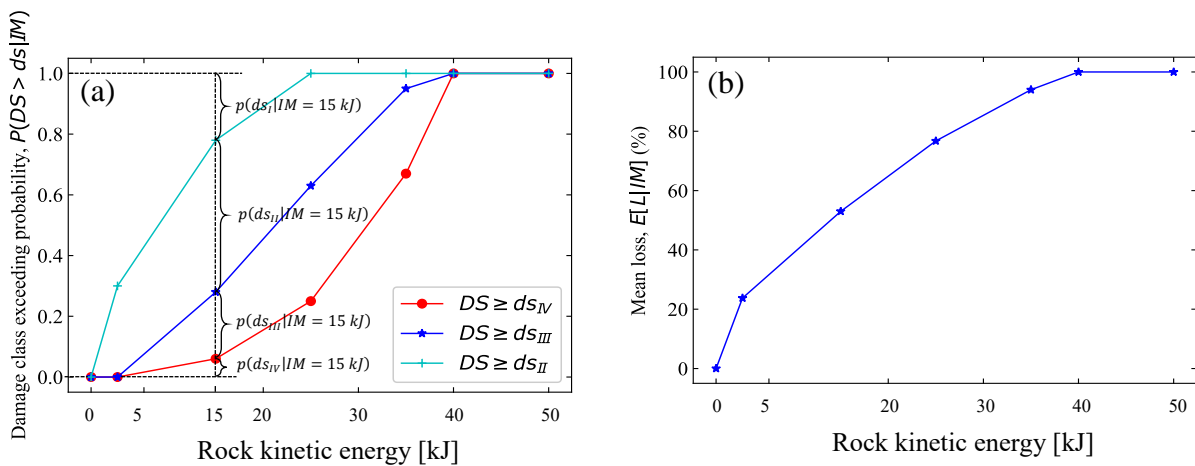 Damage class exceeding probability, P(DS > ds|IM)
(a)
1.0
0.8
0.6
0.4
0.2
0.0
p(ds_I|IM = 15 kJ)
p(ds_II|IM = 15 kJ)
p(ds_III|IM = 15 kJ)
p(ds_IV|IM = 15 kJ)
DS ≥ ds_IV
DS ≥ ds_III
DS ≥ ds_II
0 5 15 20 30 40 50
Rock kinetic energy [kJ]
Mean loss, E[L|IM] (%)
(b)
100
80
60
40
20
0
0 5 20 30 40 50
Rock kinetic energy [kJ]